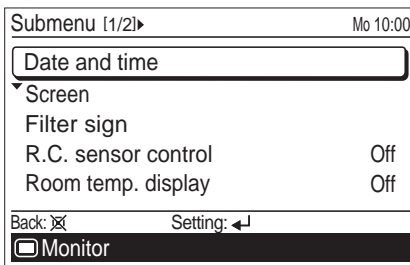 Submenu [1/2]▶ Mo 10:00
Date and time
Screen
Filter sign
R.C. sensor control Off
Room temp. display Off
Back: Setting:
Monitor